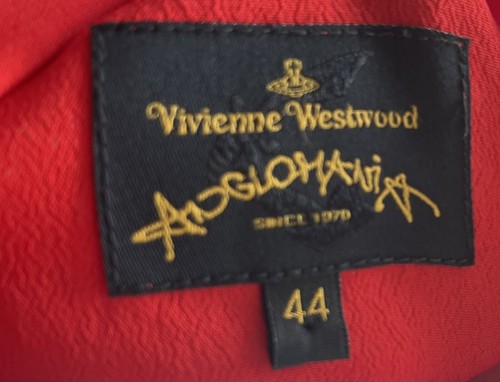 Vivienne Westwood
ANGLOMANiA
SINCE 1970
44